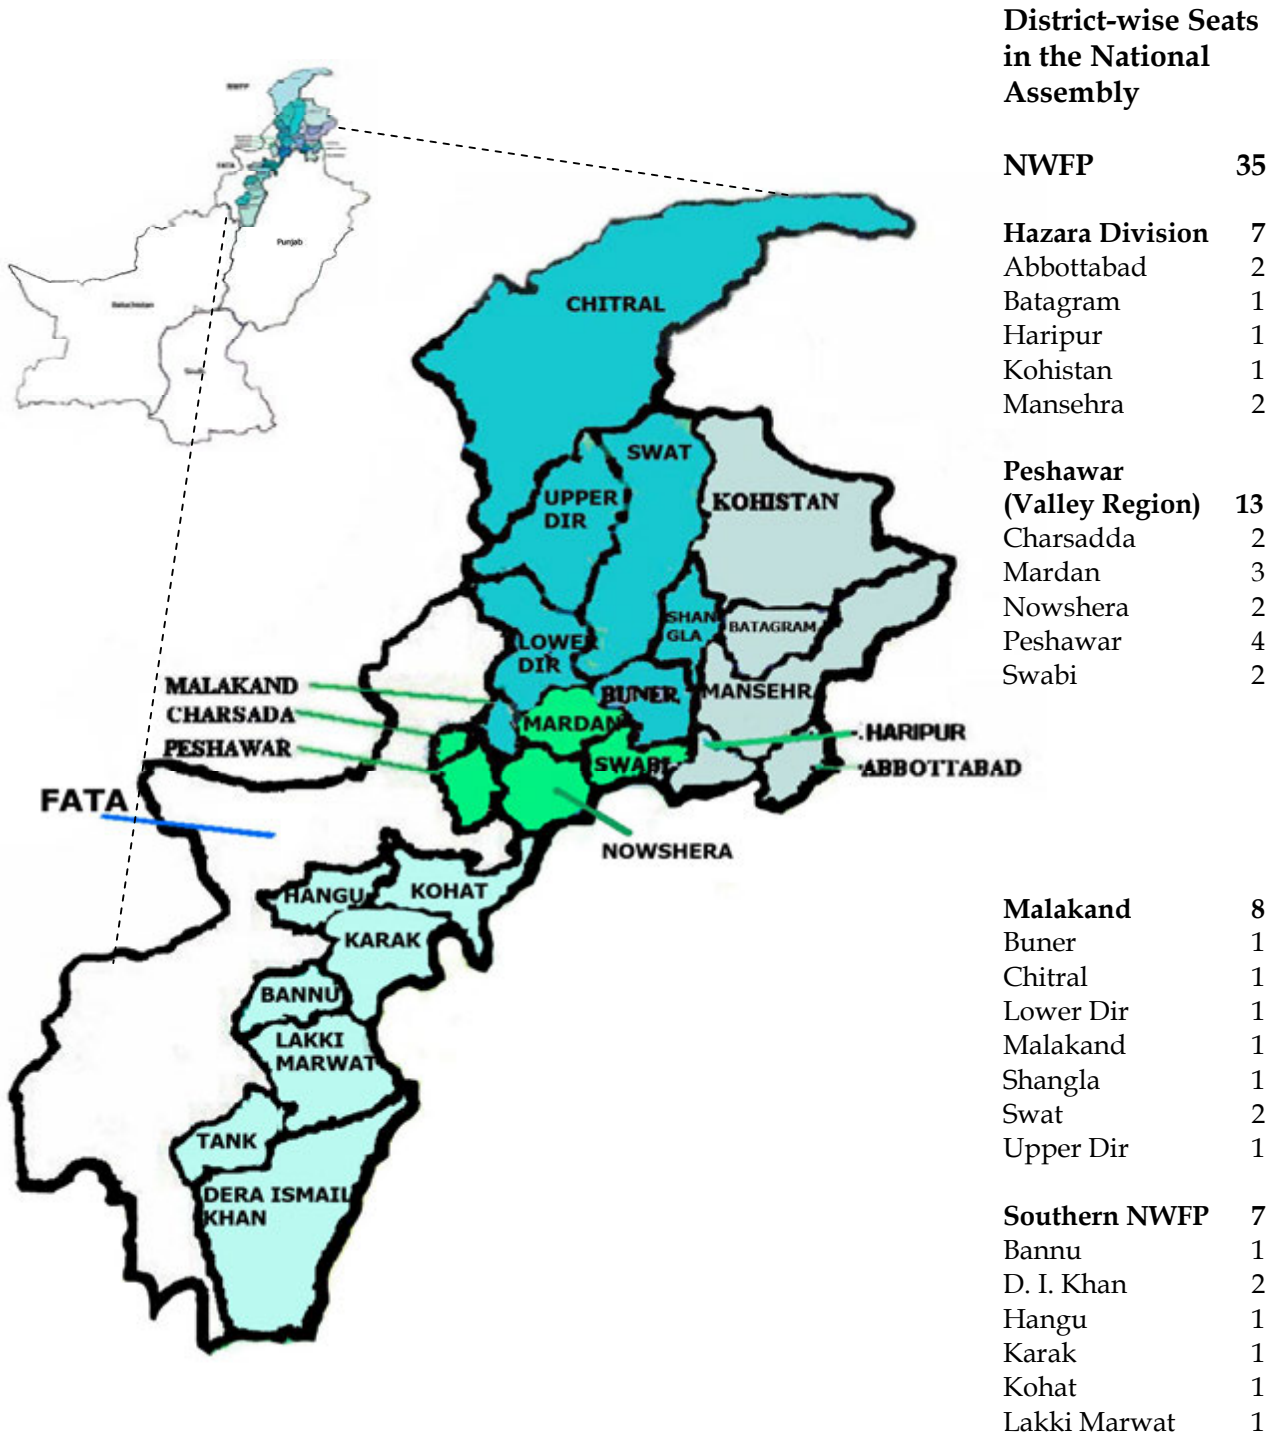 District-wise Seats
in the National
Assembly
NWFP 35
Hazara Division 7
Abbottabad 2
Batagram 1
Haripur 1
Kohistan 1
Mansehra 2
Peshawar
(Valley Region) 13
Charsadda 2
Mardan 3
Nowshera 2
Peshawar 4
Swabi 2
Malakand 8
Buner 1
Chitral 1
Lower Dir 1
Malakand 1
Shangla 1
Swat 2
Upper Dir 1
Southern NWFP 7
Bannu 1
D. I. Khan 2
Hangu 1
Karak 1
Kohat 1
Lakki Marwat 1
NWFP
FATA
Punjab
Baluchistan
CHITRAL
SWAT
UPPER
DIR
KOHISTAN
SHAN
GLA
BATAGRAM
LOWER
DIR
MALAKAND
BUNER
MANSEHR
CHARSADA
MARDAN
HARIPUR
PESHAWAR
SWABI
ABBOTTABAD
FATA
NOWSHERA
HANGU
KOHAT
KARAK
BANNU
LAKKI
MARWAT
TANK
DERA ISMAIL
KHAN